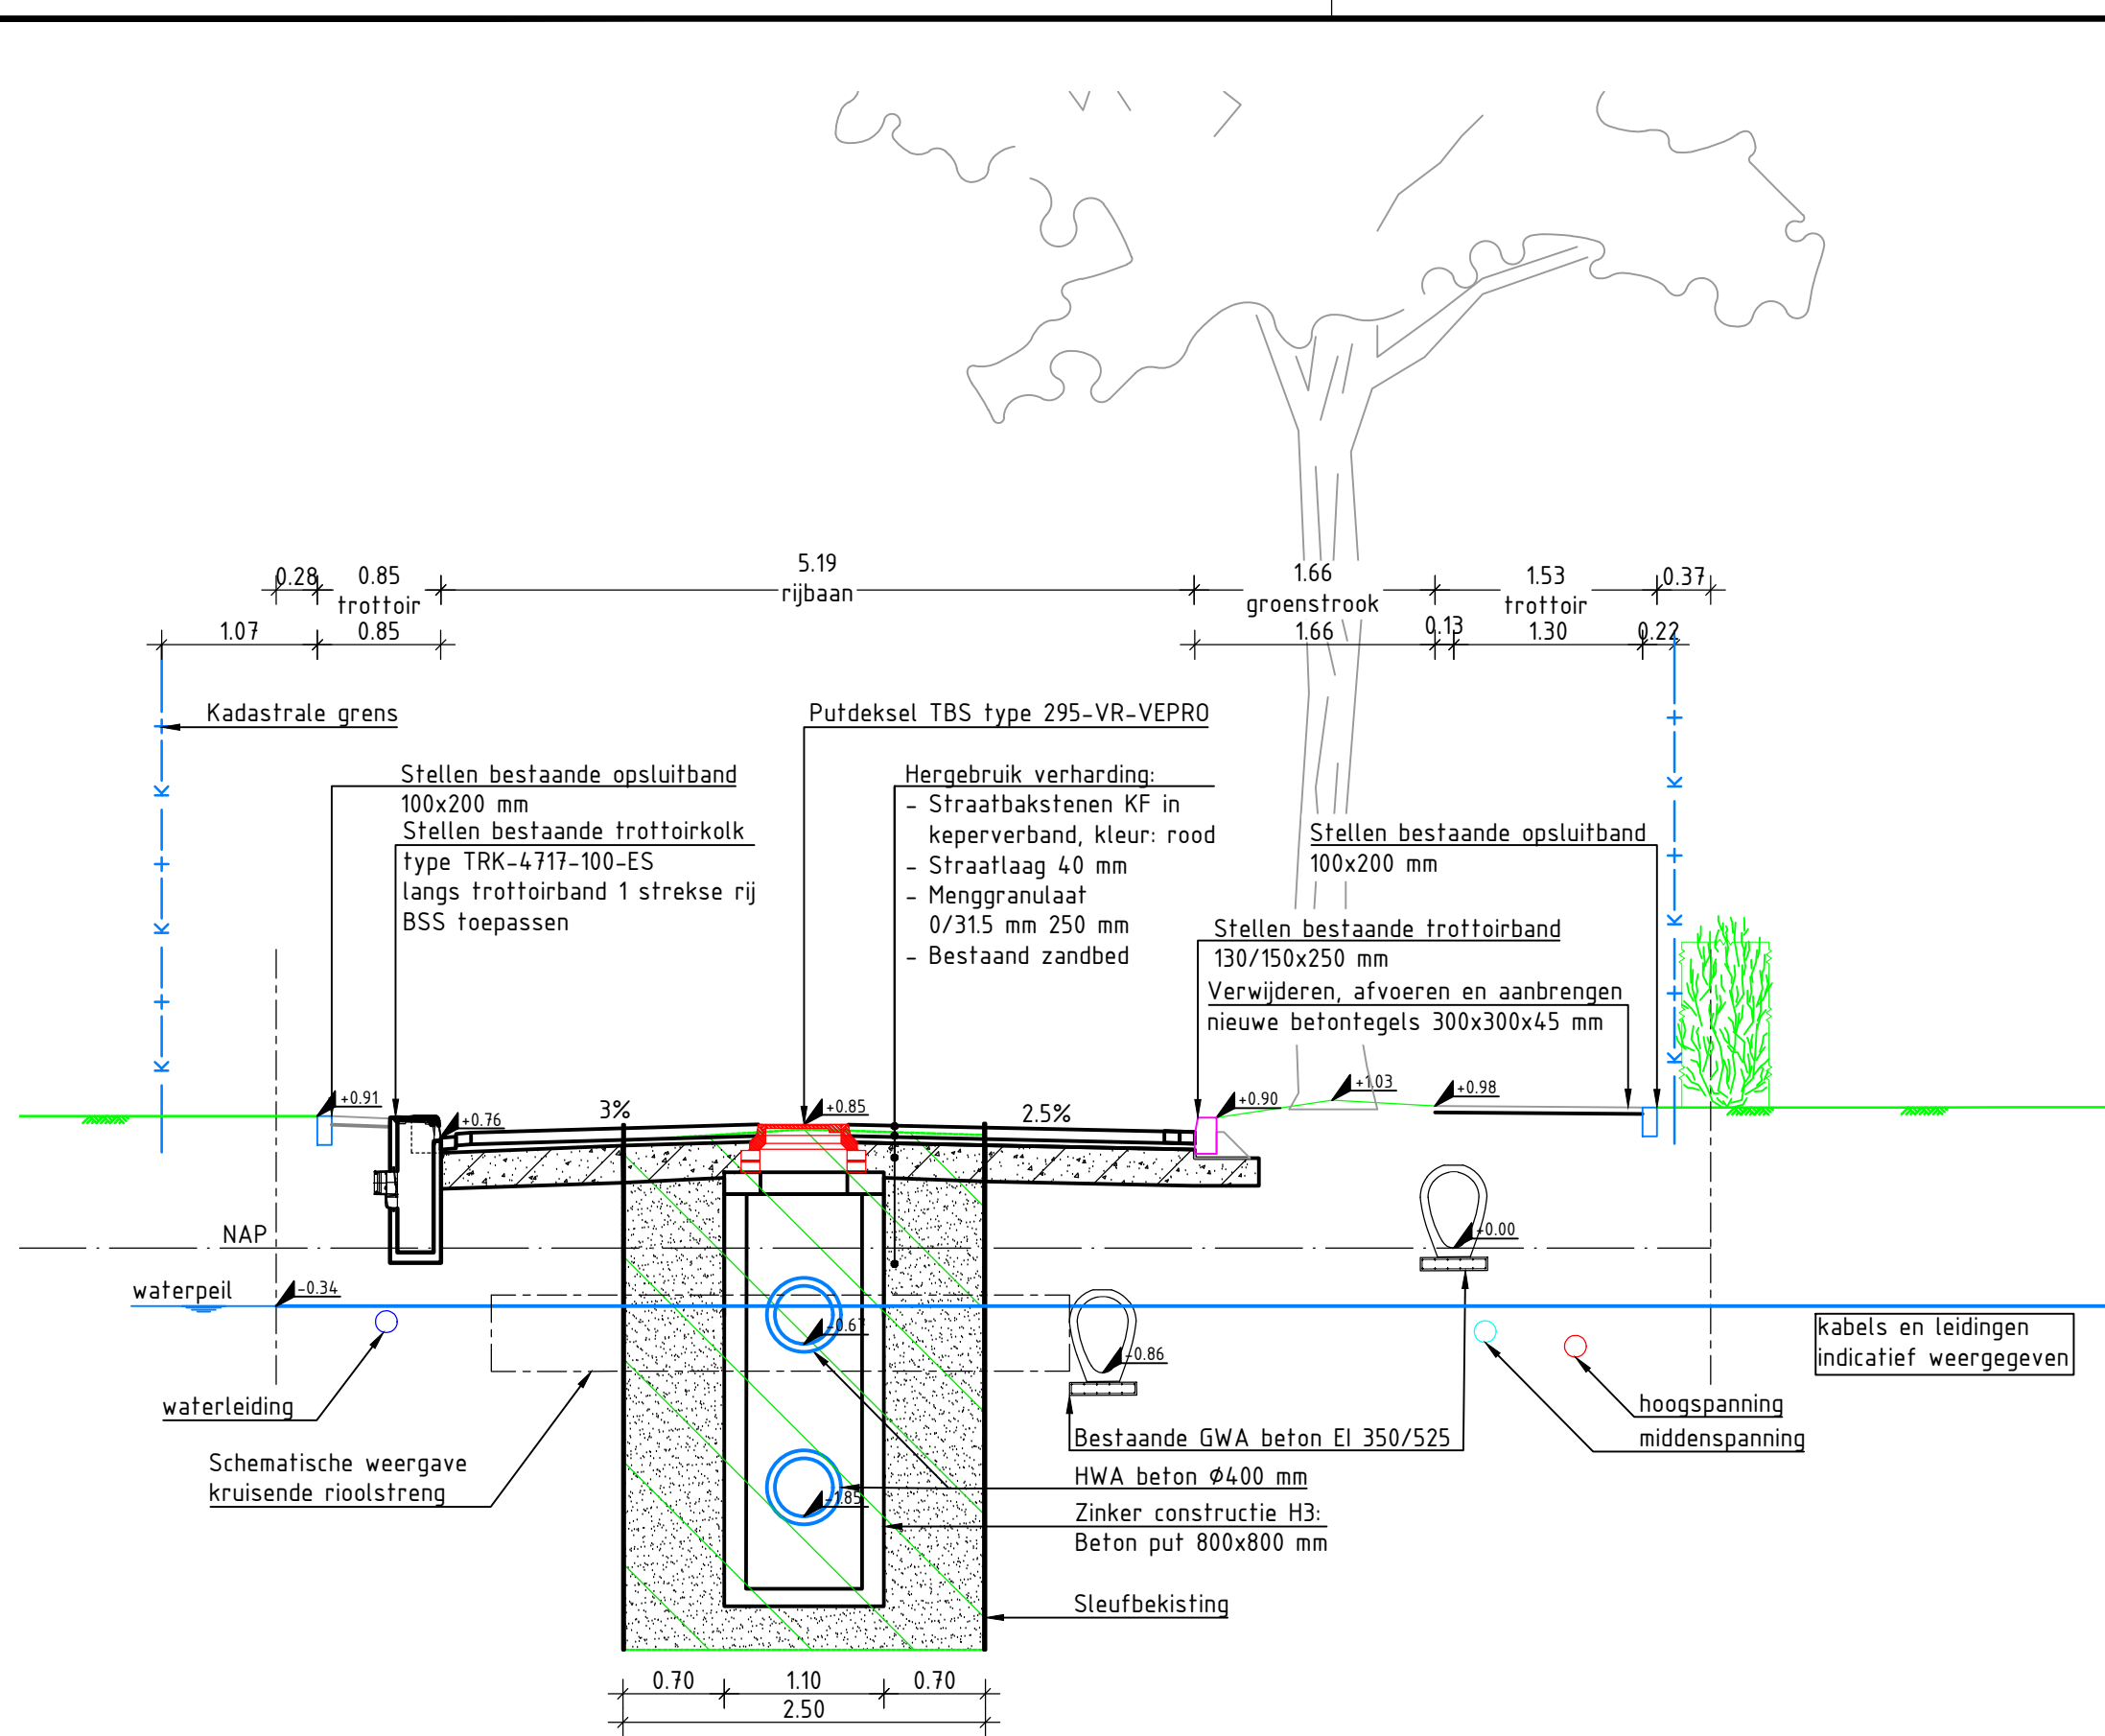 5.19
rijbaan
0.28
0.85
trottoir
1.66
groenstrook
1.53
trottoir
0.37
1.07
0.85
1.66
0.13
1.30
0.22
Kadastrale grens
Putdeksel TBS type 295-VR-VEPRO
Stellen bestaande opsluitband
100x200 mm
Stellen bestaande trottoirkolk
type TRK-4717-100-ES
langs trottoirband 1 strekse rij
BSS toepassen
Hergebruik verharding:
- Straatbakstenen KF in
keperverband, kleur: rood
- Straatlaag 40 mm
- Menggranulaat
0/31.5 mm 250 mm
- Bestaand zandbed
Stellen bestaande opsluitband
100x200 mm
Stellen bestaande trottoirband
130/150x250 mm
Verwijderen, afvoeren en aanbrengen
nieuwe betontegels 300x300x45 mm
K
+
K
+
K
+
K
+
K
+
K
+
K
+
K
+0.91
+0.76
3%
+0.85
2.5%
+0.90
+1.03
+0.98
NAP
+0.00
waterpeil
-0.34
-0.67
-0.86
-1.85
kabels en leidingen
indicatief weergegeven
waterleiding
hoogspanning
middenspanning
Schematische weergave
kruisende rioolstreng
Bestaande GWA beton EI 350/525
HWA beton Ø400 mm
Zinker constructie H3:
Beton put 800x800 mm
Sleufbekisting
0.70
1.10
0.70
2.50